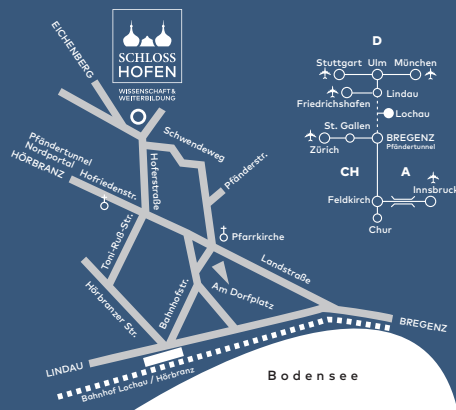 SCHLOSS
HOFEN
WISSENSCHAFT &
WEITERBILDUNG
EICHENBERG
Schwendeweg
Pfändertunnel
Nordportal
HÖRBRANZ
Hofriedenstr.
Hoferstraße
Pfänderstr.
Toni-Ruß-Str.
Pfarrkirche
Landstraße
Am Dorfplatz
Hörbranzer Str.
Bahnhofstr.
LINDAU
Bahnhof Lochau / Hörbranz
BREGENZ
Bodensee
D
Stuttgart
Ulm
München
Lindau
Friedrichshafen
Lochau
St. Gallen
Zürich
BREGENZ
Pfändertunnel
CH
A
Innsbruck
Feldkirch
Chur